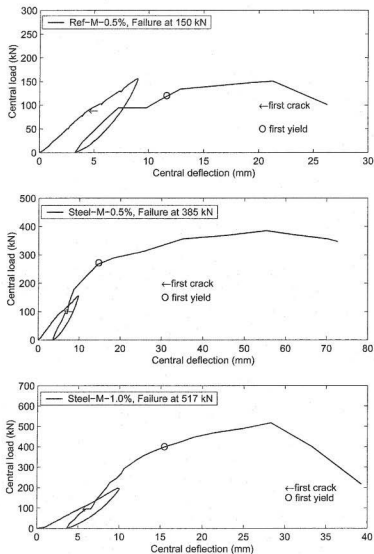 300
Ref-M-0.5%, Failure at 150 kN
250
200
150
100
50
0
Central load (kN)
←first crack
O first yield
0 5 10 15 20 25 30
Central deflection (mm)
500
Steel-M-0.5%, Failure at 385 kN
400
300
200
100
0
Central load (kN)
←first crack
O first yield
0 10 20 30 40 50 60 70 80
Central deflection (mm)
700
Steel-M-1.0%, Failure at 517 kN
600
500
400
300
200
100
0
Central load (kN)
←first crack
O first yield
0 5 10 15 20 25 30 35 40
Central deflection (mm)